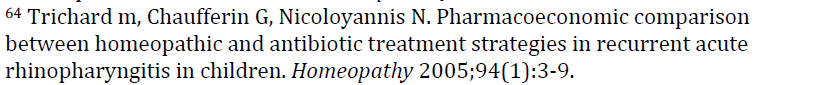 64 Trichard m, Chaufferin G, Nicoloyannis N. Pharmacoeconomic comparison
between homeopathic and antibiotic treatment strategies in recurrent acute
rhinopharyngitis in children. Homeopathy 2005;94(1):3-9.